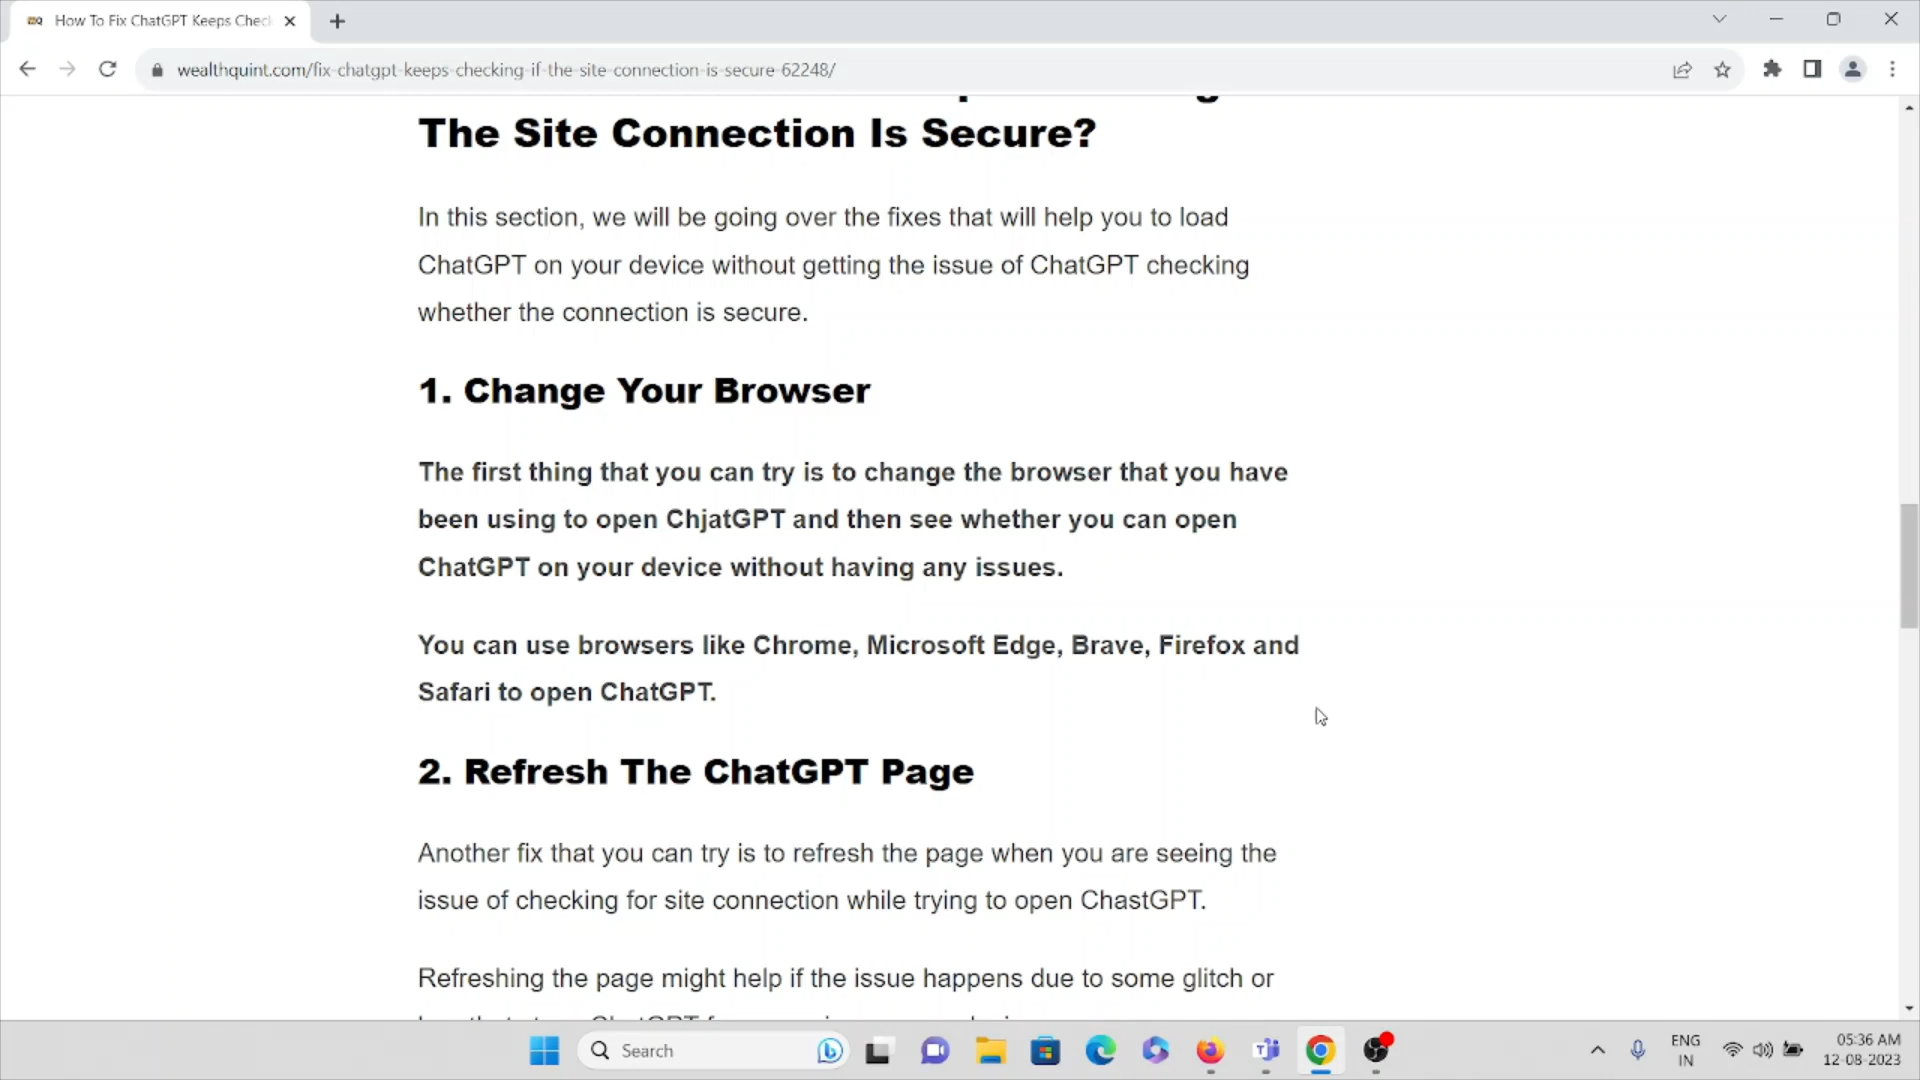 How To Fix ChatGPT Keeps Chec
wealthquint.com/fix-chatgpt-keeps-checking-if-the-site-connection-is-secure-62248/
The Site Connection Is Secure?
In this section, we will be going over the fixes that will help you to load
ChatGPT on your device without getting the issue of ChatGPT checking
whether the connection is secure.
1. Change Your Browser
The first thing that you can try is to change the browser that you have
been using to open ChjatGPT and then see whether you can open
ChatGPT on your device without having any issues.
You can use browsers like Chrome, Microsoft Edge, Brave, Firefox and
Safari to open ChatGPT.
2. Refresh The ChatGPT Page
Another fix that you can try is to refresh the page when you are seeing the
issue of checking for site connection while trying to open ChastGPT.
Refreshing the page might help if the issue happens due to some glitch or
Search
ENG
IN
05:36 AM
12-08-2023